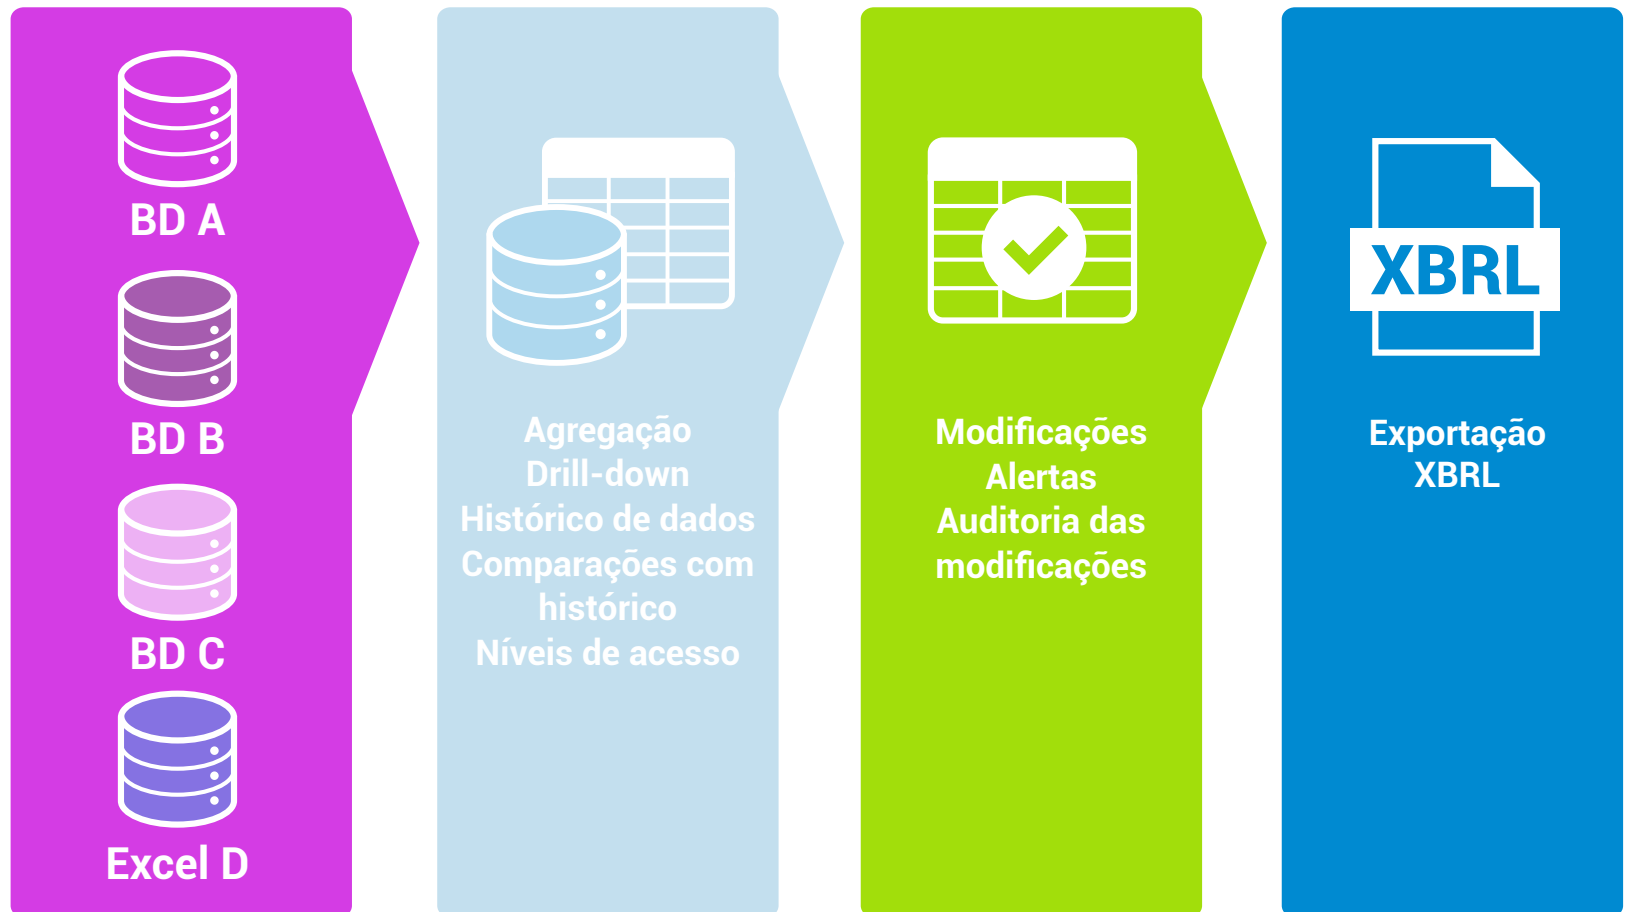 BD A
BD B
BD C
Excel D
Agregação
Drill-down
Histórico de dados
Comparações com
histórico
Níveis de acesso
Modificações
Alertas
Auditoria das
modificações
XBRL
Exportação
XBRL